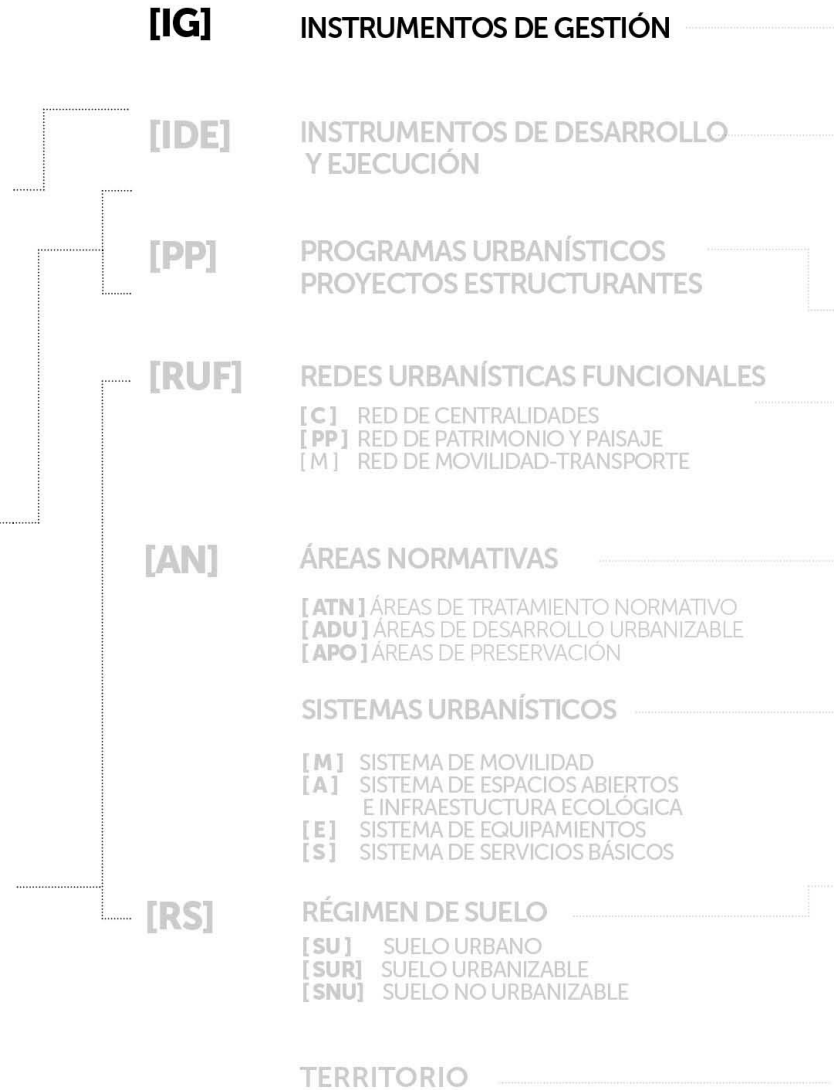 [IG] INSTRUMENTOS DE GESTIÓN
[IDE] INSTRUMENTOS DE DESARROLLO
Y EJECUCIÓN
[PP] PROGRAMAS URBANÍSTICOS
PROYECTOS ESTRUCTURANTES
[RUF] REDES URBANÍSTICAS FUNCIONALES
[ C ] RED DE CENTRALIDADES
[ PP ] RED DE PATRIMONIO Y PAISAJE
[ M ] RED DE MOVILIDAD-TRANSPORTE
[AN] ÁREAS NORMATIVAS
[ ATN ] ÁREAS DE TRATAMIENTO NORMATIVO
[ ADU ] ÁREAS DE DESARROLLO URBANIZABLE
[ APO ] ÁREAS DE PRESERVACIÓN
SISTEMAS URBANÍSTICOS
[ M ] SISTEMA DE MOVILIDAD
[ A ] SISTEMA DE ESPACIOS ABIERTOS
E INFRAESTUCTURA ECOLÓGICA
[ E ] SISTEMA DE EQUIPAMIENTOS
[ S ] SISTEMA DE SERVICIOS BÁSICOS
[RS] RÉGIMEN DE SUELO
[ SU ] SUELO URBANO
[ SUR] SUELO URBANIZABLE
[ SNU] SUELO NO URBANIZABLE
TERRITORIO